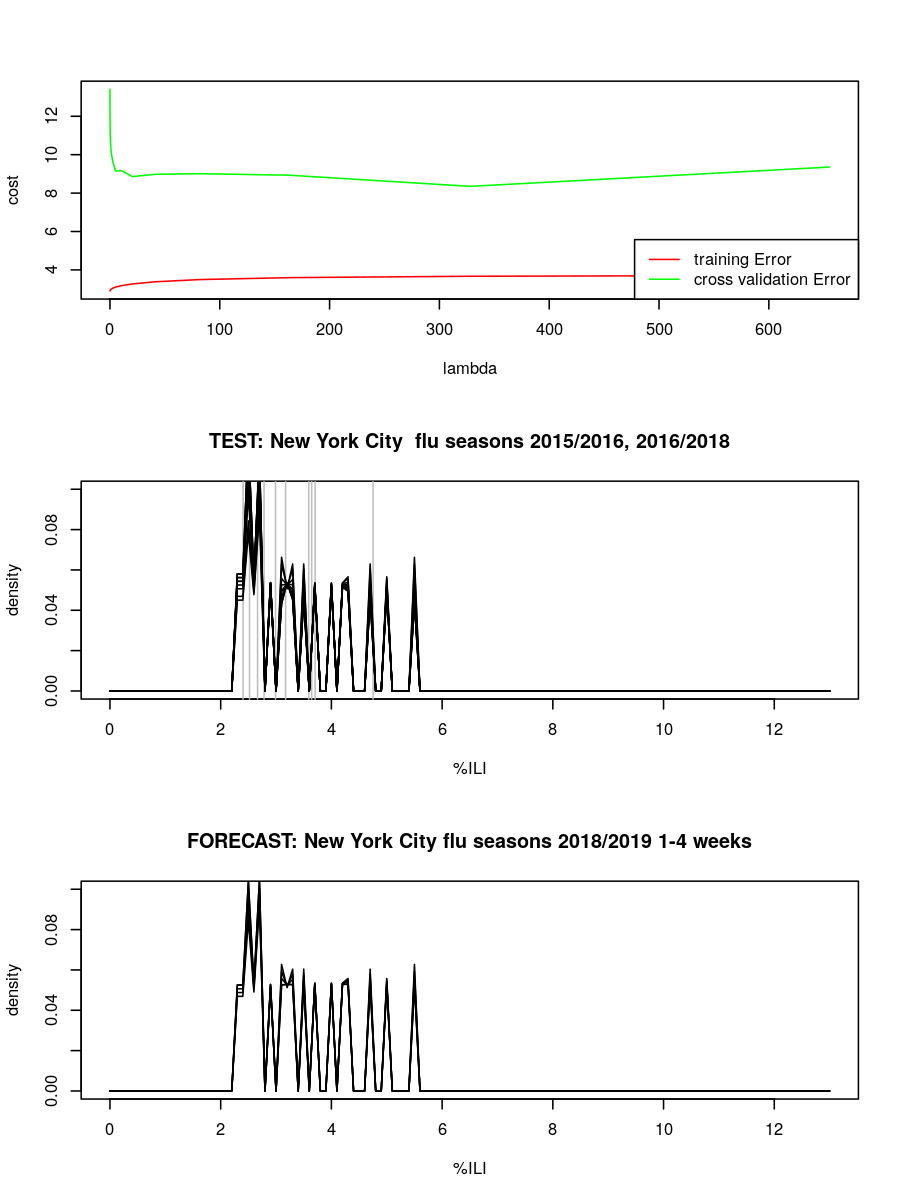 12
10
8
6
4
cost
training Error
cross validation Error
0 100 200 300 400 500 600
lambda
TEST: New York City  flu seasons 2015/2016, 2016/2018
0.08
0.04
0.00
density
0 2 4 6 8 10 12
%ILI
FORECAST: New York City flu seasons 2018/2019 1-4 weeks
0.08
0.04
0.00
density
0 2 4 6 8 10 12
%ILI